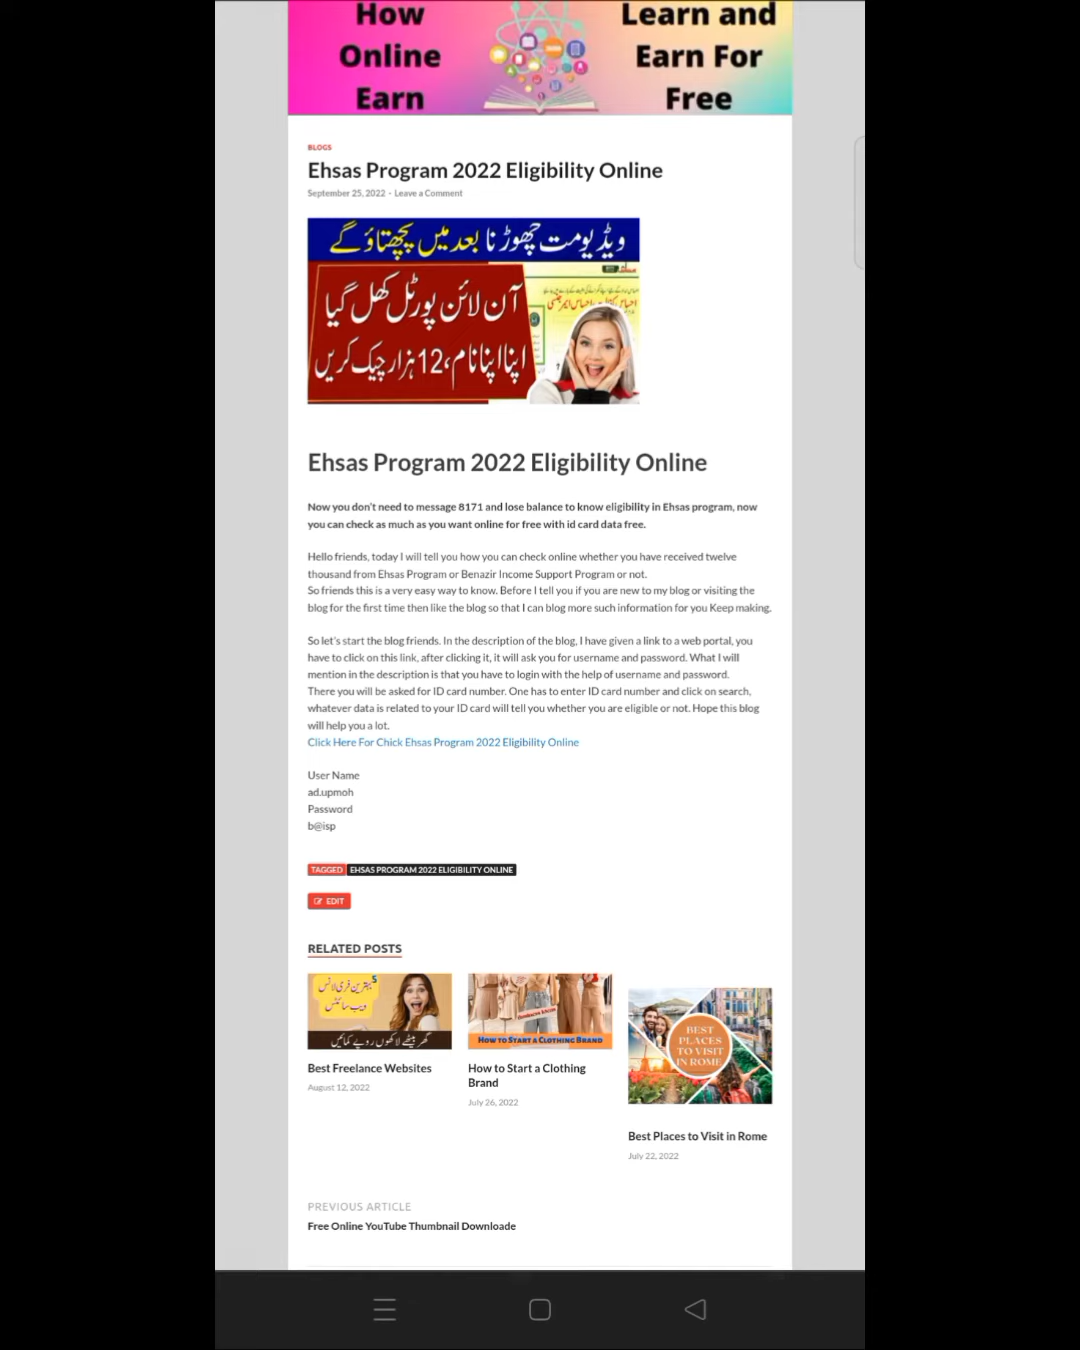 How
Online
Earn
Learn and
Earn For
Free
BLOGS
Ehsas Program 2022 Eligibility Online
September 25, 2022 - Leave a Comment
ویڈیو مت چھوڑنا بعد میں پچھتاؤ گے
آن لائن پورٹل کھل گیا
اپنا اپنا نام، 12 ہزار چیک کریں
Ehsas Program 2022 Eligibility Online
Now you don't need to message 8171 and lose balance to know eligibility in Ehsas program, now
you can check as much as you want online for free with id card data free.
Hello friends, today I will tell you how you can check online whether you have received twelve
thousand from Ehsas Program or Benazir Income Support Program or not.
So friends this is a very easy way to know. Before I tell you if you are new to my blog or visiting the
blog for the first time then like the blog so that I can blog more such information for you Keep making.
So let's start the blog friends. In the description of the blog, I have given a link to a web portal, you
have to click on this link, after clicking it, it will ask you for username and password. What I will
mention in the description is that you have to login with the help of username and password.
There you will be asked for ID card number. One has to enter ID card number and click on search,
whatever data is related to your ID card will tell you whether you are eligible or not. Hope this blog
will help you a lot.
Click Here For Chick Ehsas Program 2022 Eligibility Online
User Name
ad.upmoh
Password
b@isp
TAGGED EHSAS PROGRAM 2022 ELIGIBILITY ONLINE
EDIT
RELATED POSTS
5 بہترین فری لانس
ویب سائٹس
گھر بیٹھے لاکھوں روپے کمائیں
Best Freelance Websites
August 12, 2022
HOW TO START A CLOTHING BRAND
How to Start a Clothing
Brand
July 26, 2022
BEST
PLACES
TO VISIT
IN ROME
Best Places to Visit in Rome
July 22, 2022
PREVIOUS ARTICLE
Free Online YouTube Thumbnail Downloade